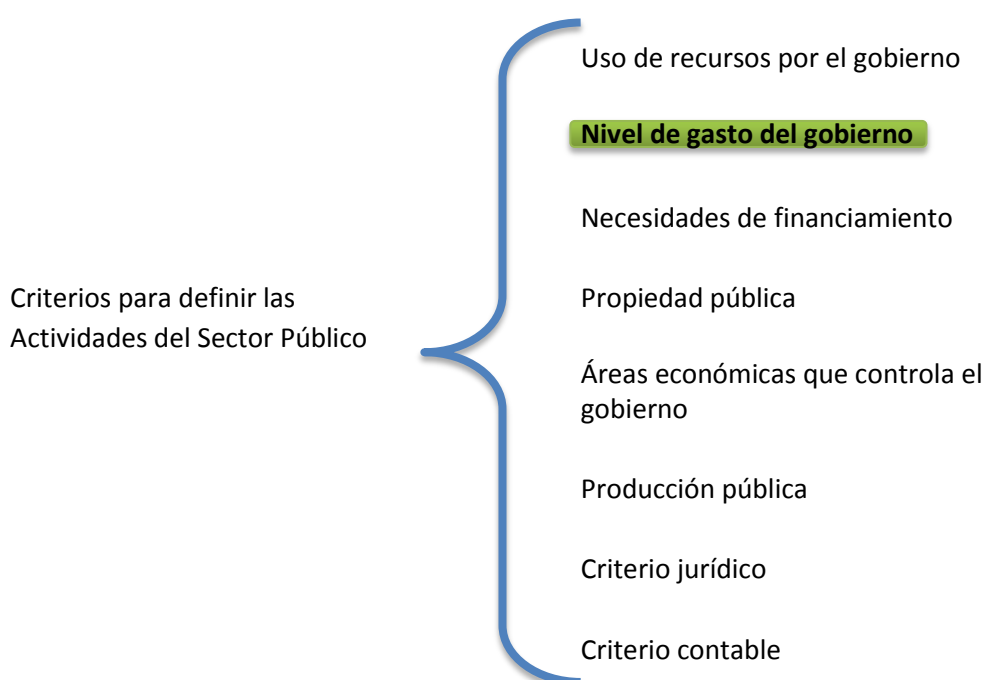 Criterios para definir las
Actividades del Sector Público
Uso de recursos por el gobierno
Nivel de gasto del gobierno
Necesidades de financiamiento
Propiedad pública
Áreas económicas que controla el
gobierno
Producción pública
Criterio jurídico
Criterio contable